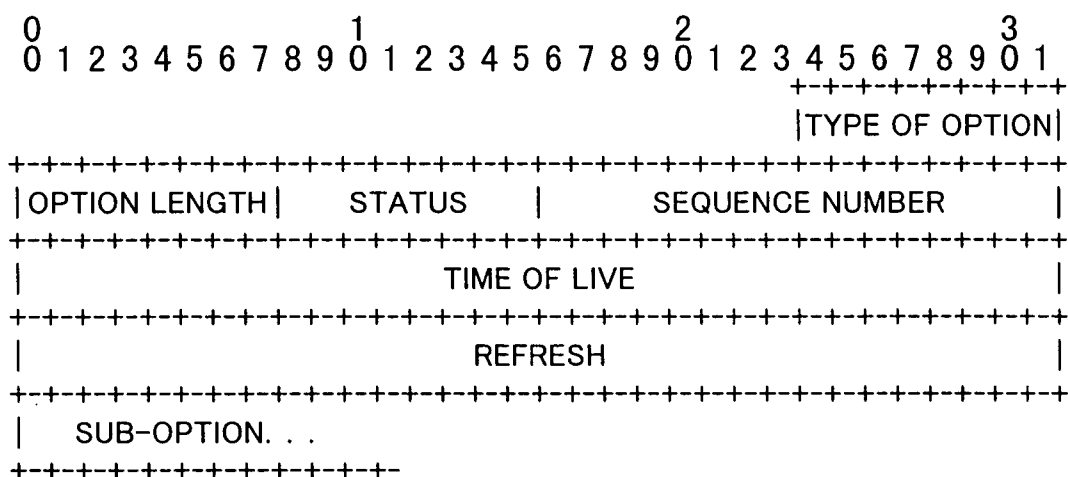 0 1 2 3
0 1 2 3 4 5 6 7 8 9 0 1 2 3 4 5 6 7 8 9 0 1 2 3 4 5 6 7 8 9 0 1
+-+-+-+-+-+-+-+-+
|TYPE OF OPTION|
+-+-+-+-+-+-+-+-+-+-+-+-+-+-+-+-+-+-+-+-+-+-+-+-+-+-+-+-+-+-+-+-+
|OPTION LENGTH| STATUS | SEQUENCE NUMBER |
+-+-+-+-+-+-+-+-+-+-+-+-+-+-+-+-+-+-+-+-+-+-+-+-+-+-+-+-+-+-+-+-+
| TIME OF LIVE |
+-+-+-+-+-+-+-+-+-+-+-+-+-+-+-+-+-+-+-+-+-+-+-+-+-+-+-+-+-+-+-+-+
| REFRESH |
+-+-+-+-+-+-+-+-+-+-+-+-+-+-+-+-+-+-+-+-+-+-+-+-+-+-+-+-+-+-+-+-+
| SUB-OPTION. . .
+-+-+-+-+-+-+-+-+-+-+-+-